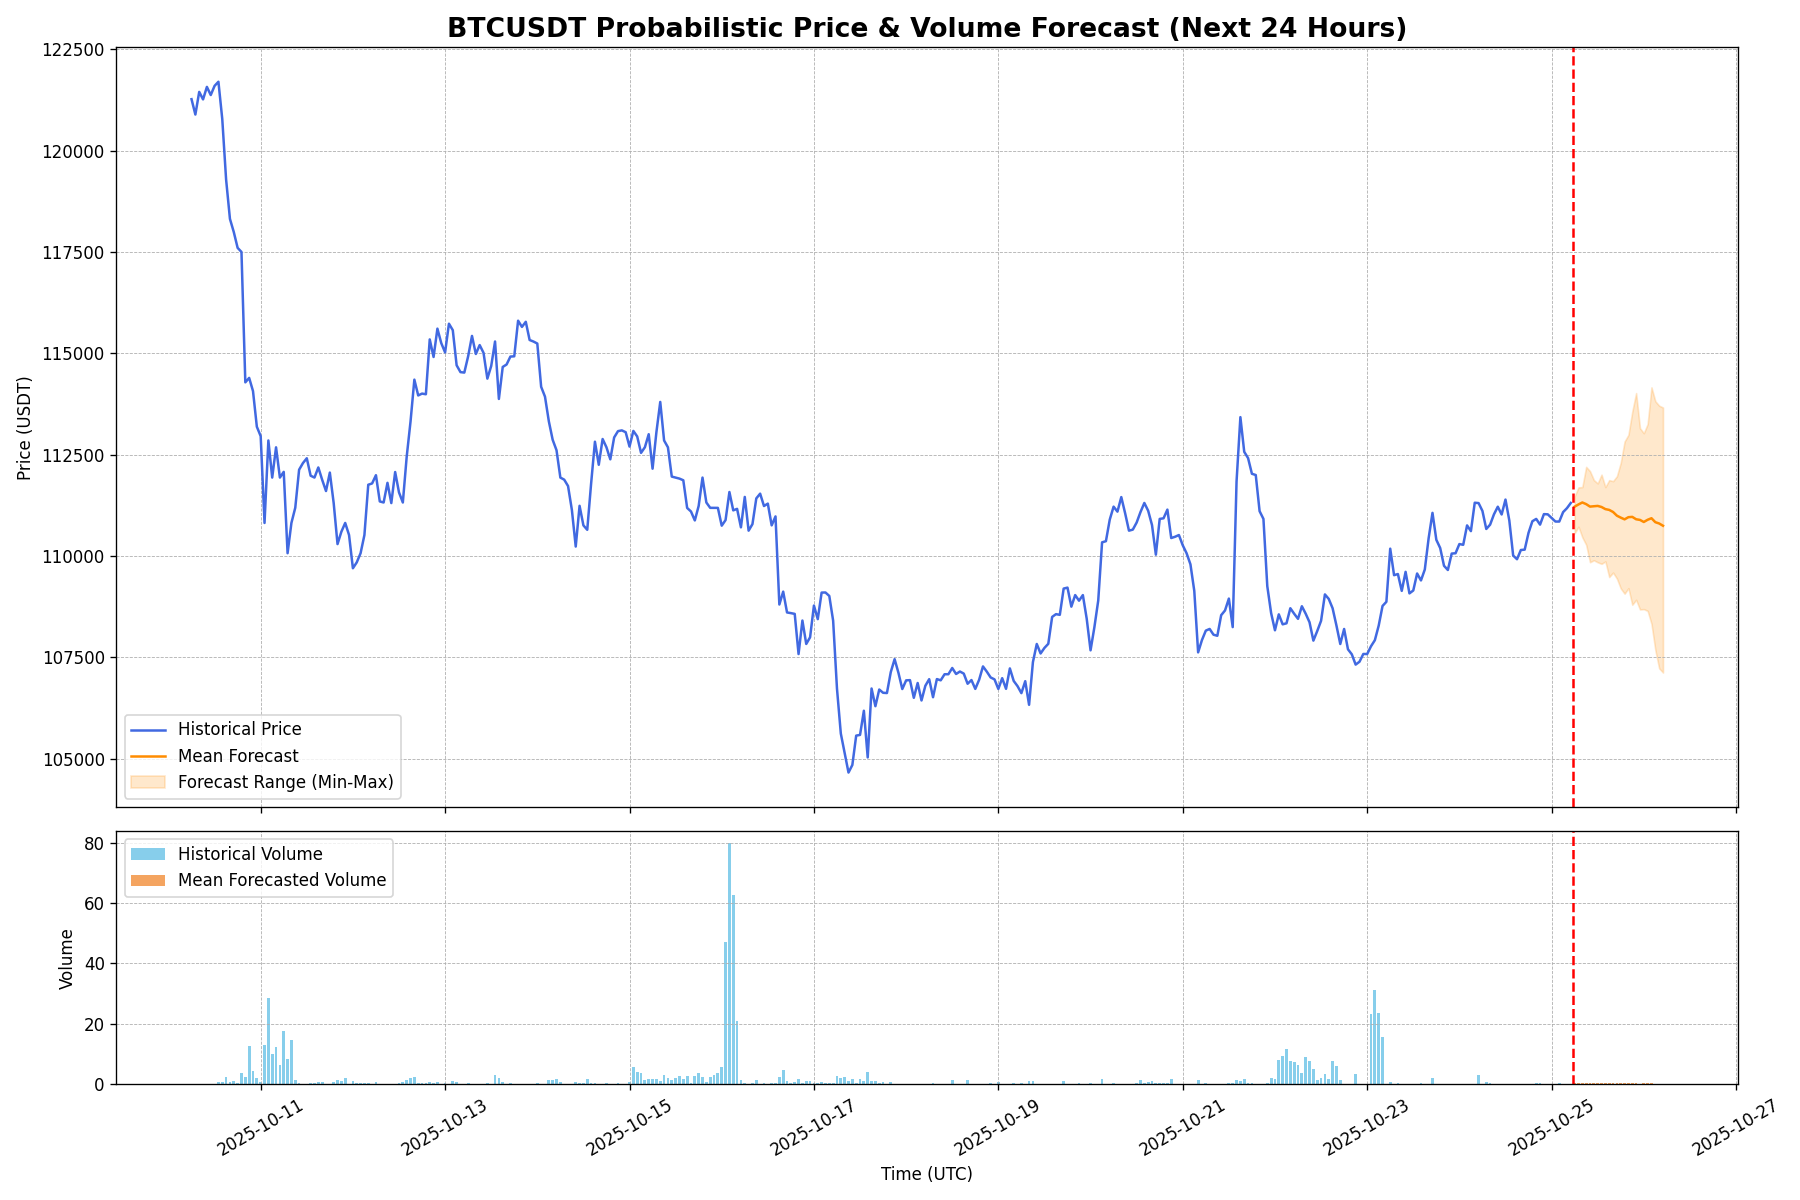 BTCUSDT Probabilistic Price & Volume Forecast (Next 24 Hours)
122500
120000
117500
115000
112500
110000
107500
105000
Price (USDT)
Historical Price
Mean Forecast
Forecast Range (Min-Max)
80
60
40
20
0
Volume
Historical Volume
Mean Forecasted Volume
2025-10-11
2025-10-13
2025-10-15
2025-10-17
2025-10-19
2025-10-21
2025-10-23
2025-10-25
2025-10-27
Time (UTC)